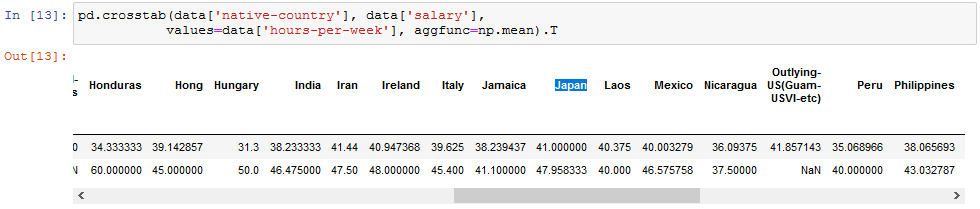 In [13]: pd.crosstab(data['native-country'], data['salary'],
values=data['hours-per-week'], aggfunc=np.mean).T
Out[13]:
Honduras Hong Hungary India Iran Ireland Italy Jamaica Japan Laos Mexico Nicaragua Outlying-US(Guam-USVI-etc) Peru Philippines
34.333333 39.142857 31.3 38.233333 41.44 40.947368 39.625 38.239437 41.000000 40.375 40.003279 36.09375 41.857143 35.068966 38.065693
60.000000 45.000000 50.0 46.475000 47.50 48.000000 45.400 41.100000 47.958333 40.000 46.575758 37.50000 NaN 40.000000 43.032787